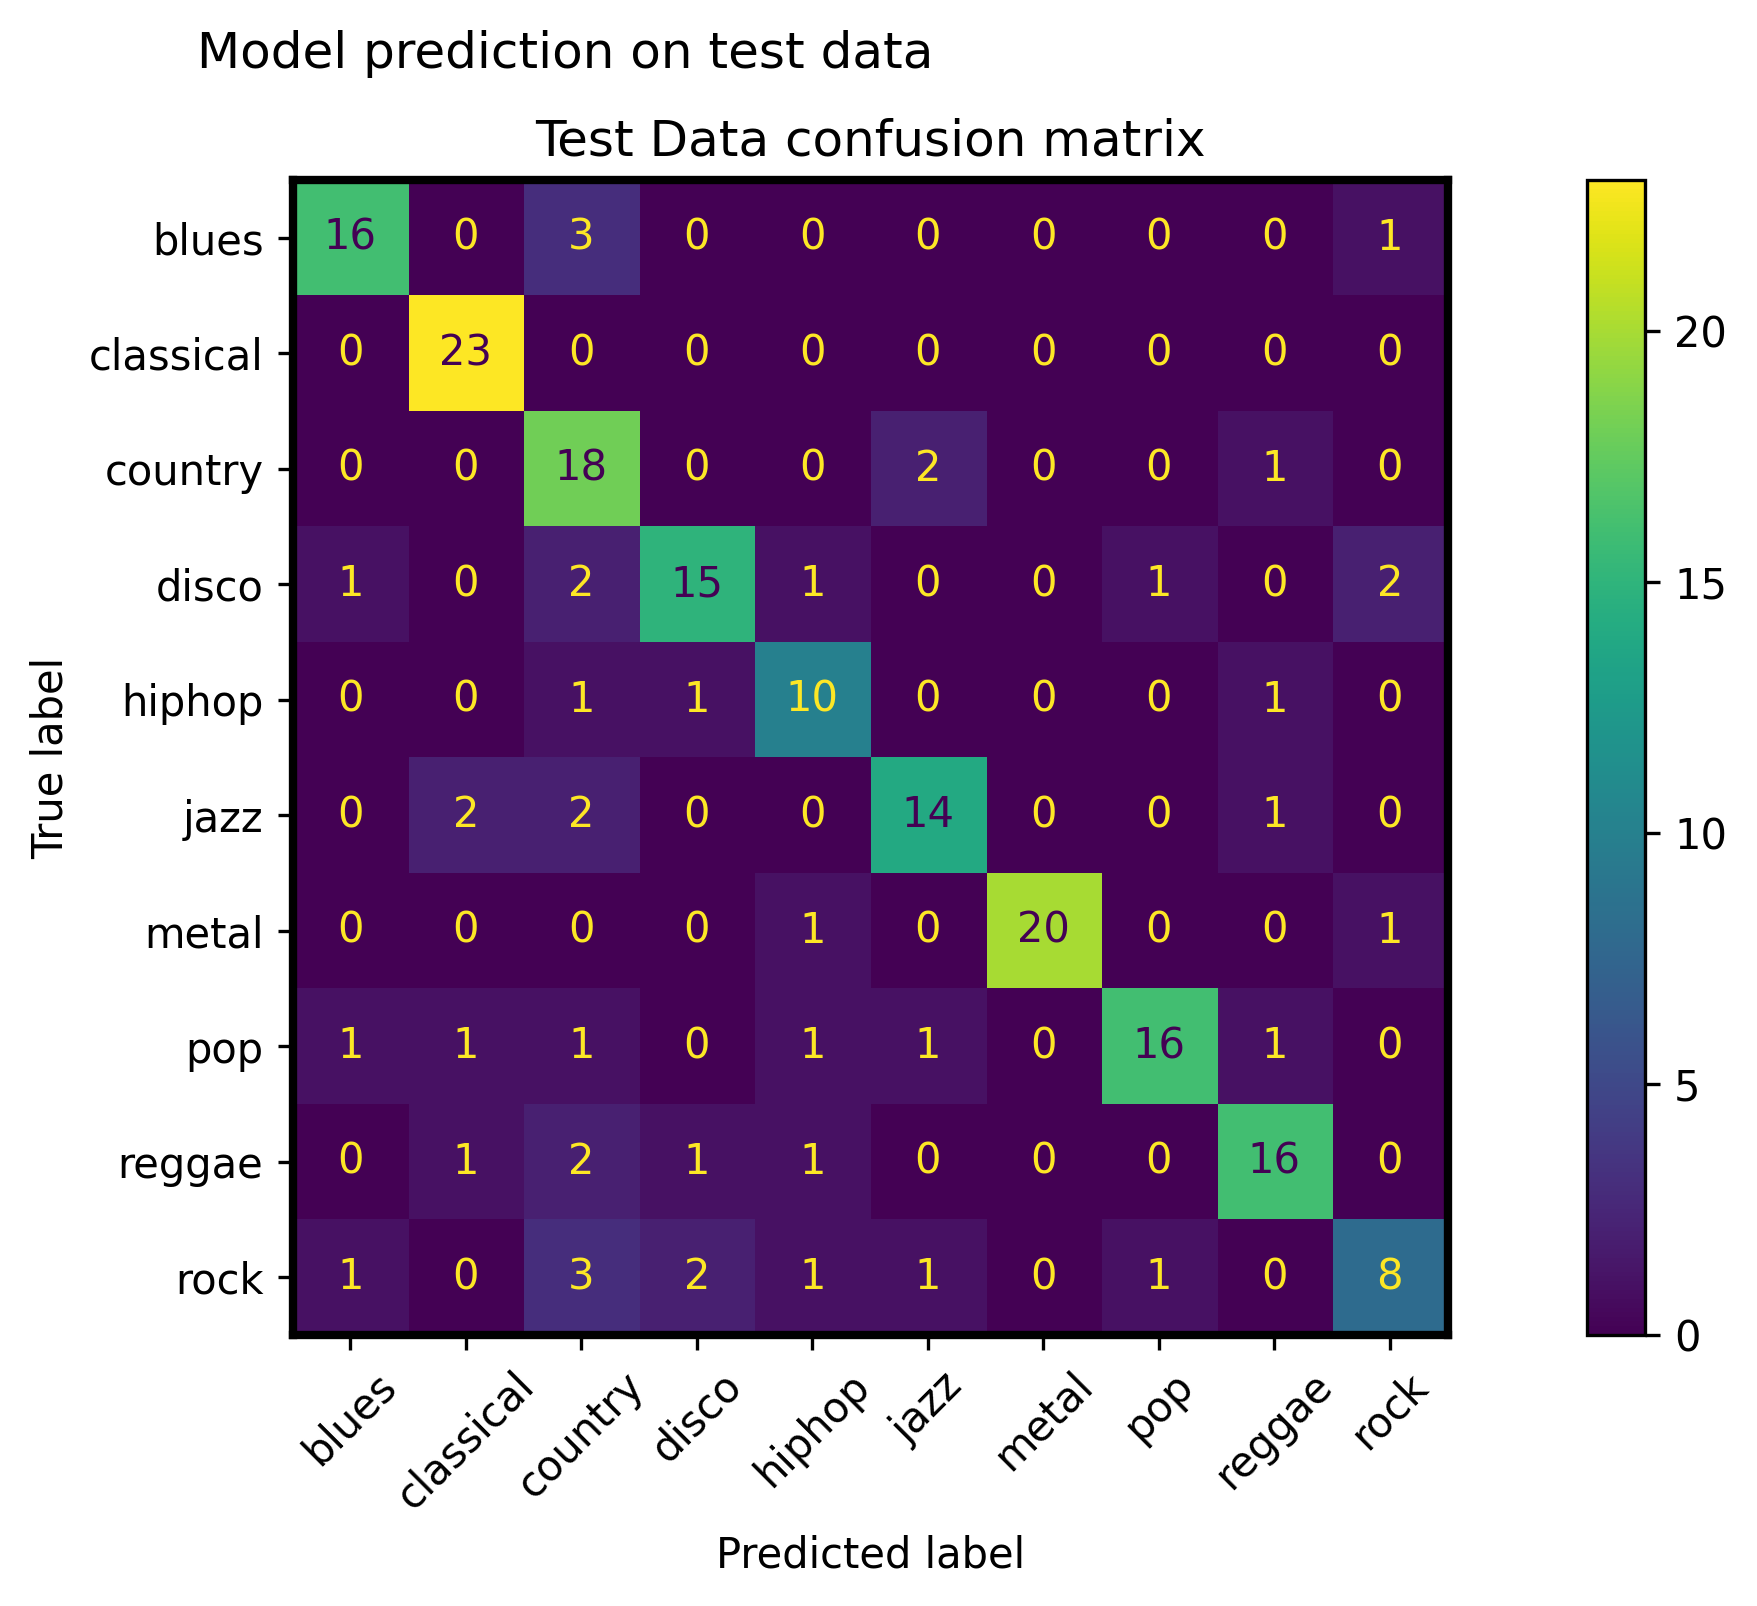 Model prediction on test data
Test Data confusion matrix
blues 16 0 3 0 0 0 0 0 0 1
classical 0 23 0 0 0 0 0 0 0 0
country 0 0 18 0 0 2 0 0 1 0
disco 1 0 2 15 1 0 0 1 0 2
hiphop 0 0 1 1 10 0 0 0 1 0
jazz 0 2 2 0 0 14 0 0 1 0
metal 0 0 0 0 1 0 20 0 0 1
pop 1 1 1 0 1 1 0 16 1 0
reggae 0 1 2 1 1 0 0 0 16 0
rock 1 0 3 2 1 1 0 1 0 8
True label
blues classical country disco hiphop jazz metal pop reggae rock
Predicted label
20
15
10
5
0